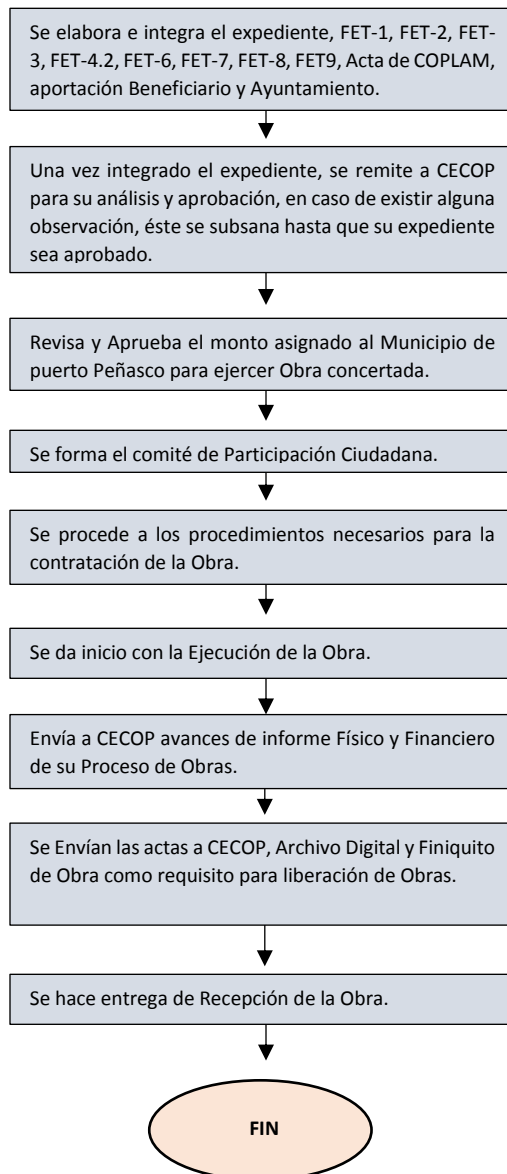 Se elabora e integra el expediente, FET-1, FET-2, FET-
3, FET-4.2, FET-6, FET-7, FET-8, FET9, Acta de COPLAM,
aportación Beneficiario y Ayuntamiento.
Una vez integrado el expediente, se remite a CECOP
para su análisis y aprobación, en caso de existir alguna
observación, éste se subsana hasta que su expediente
sea aprobado.
Revisa y Aprueba el monto asignado al Municipio de
puerto Peñasco para ejercer Obra concertada.
Se forma el comité de Participación Ciudadana.
Se procede a los procedimientos necesarios para la
contratación de la Obra.
Se da inicio con la Ejecución de la Obra.
Envía a CECOP avances de informe Físico y Financiero
de su Proceso de Obras.
Se Envían las actas a CECOP, Archivo Digital y Finiquito
de Obra como requisito para liberación de Obras.
Se hace entrega de Recepción de la Obra.
FIN